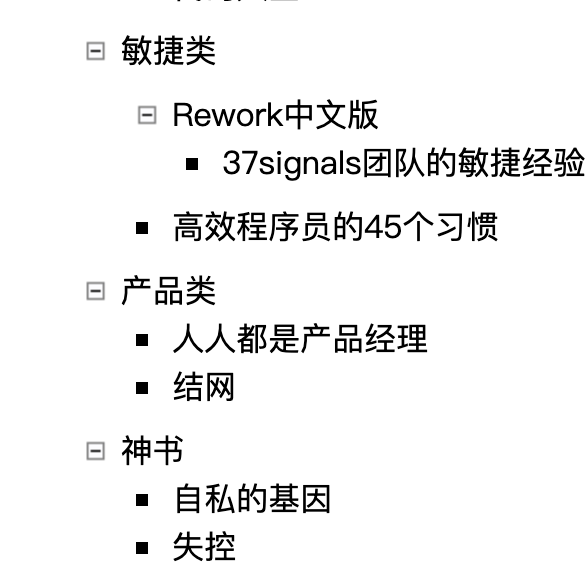 敏捷类
Rework中文版
37signals团队的敏捷经验
高效程序员的45个习惯
产品类
人人都是产品经理
结网
神书
自私的基因
失控